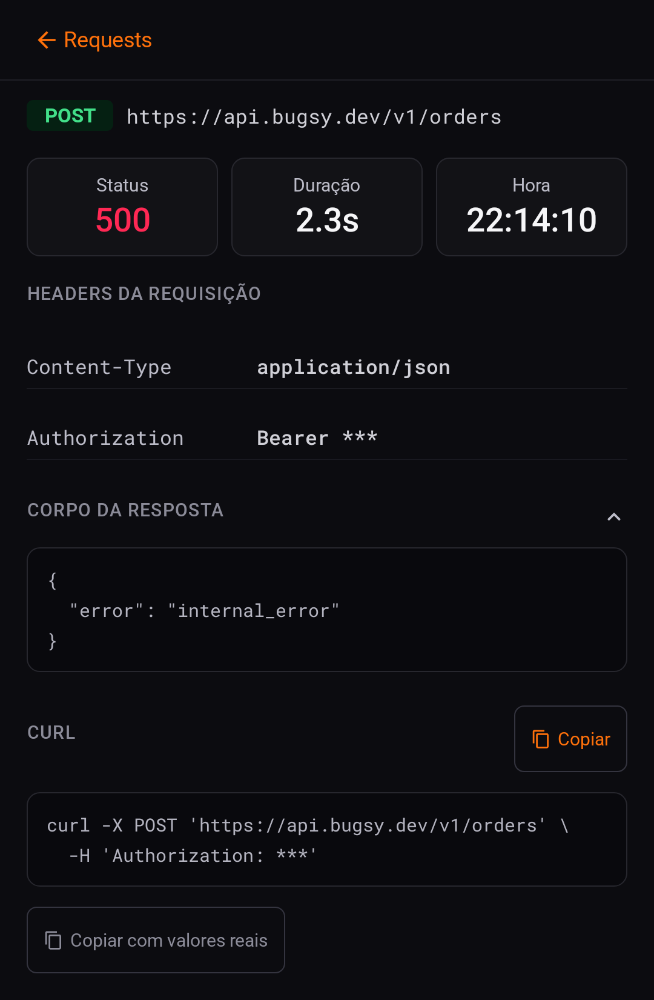 ← Requests
POST https://api.bugsy.dev/v1/orders
Status Duração Hora
500 2.3s 22:14:10
HEADERS DA REQUISIÇÃO
Content-Type application/json
Authorization Bearer ***
CORPO DA RESPOSTA
{
  "error": "internal_error"
}
CURL Copiar
curl -X POST 'https://api.bugsy.dev/v1/orders' \
  -H 'Authorization: ***'
Copiar com valores reais